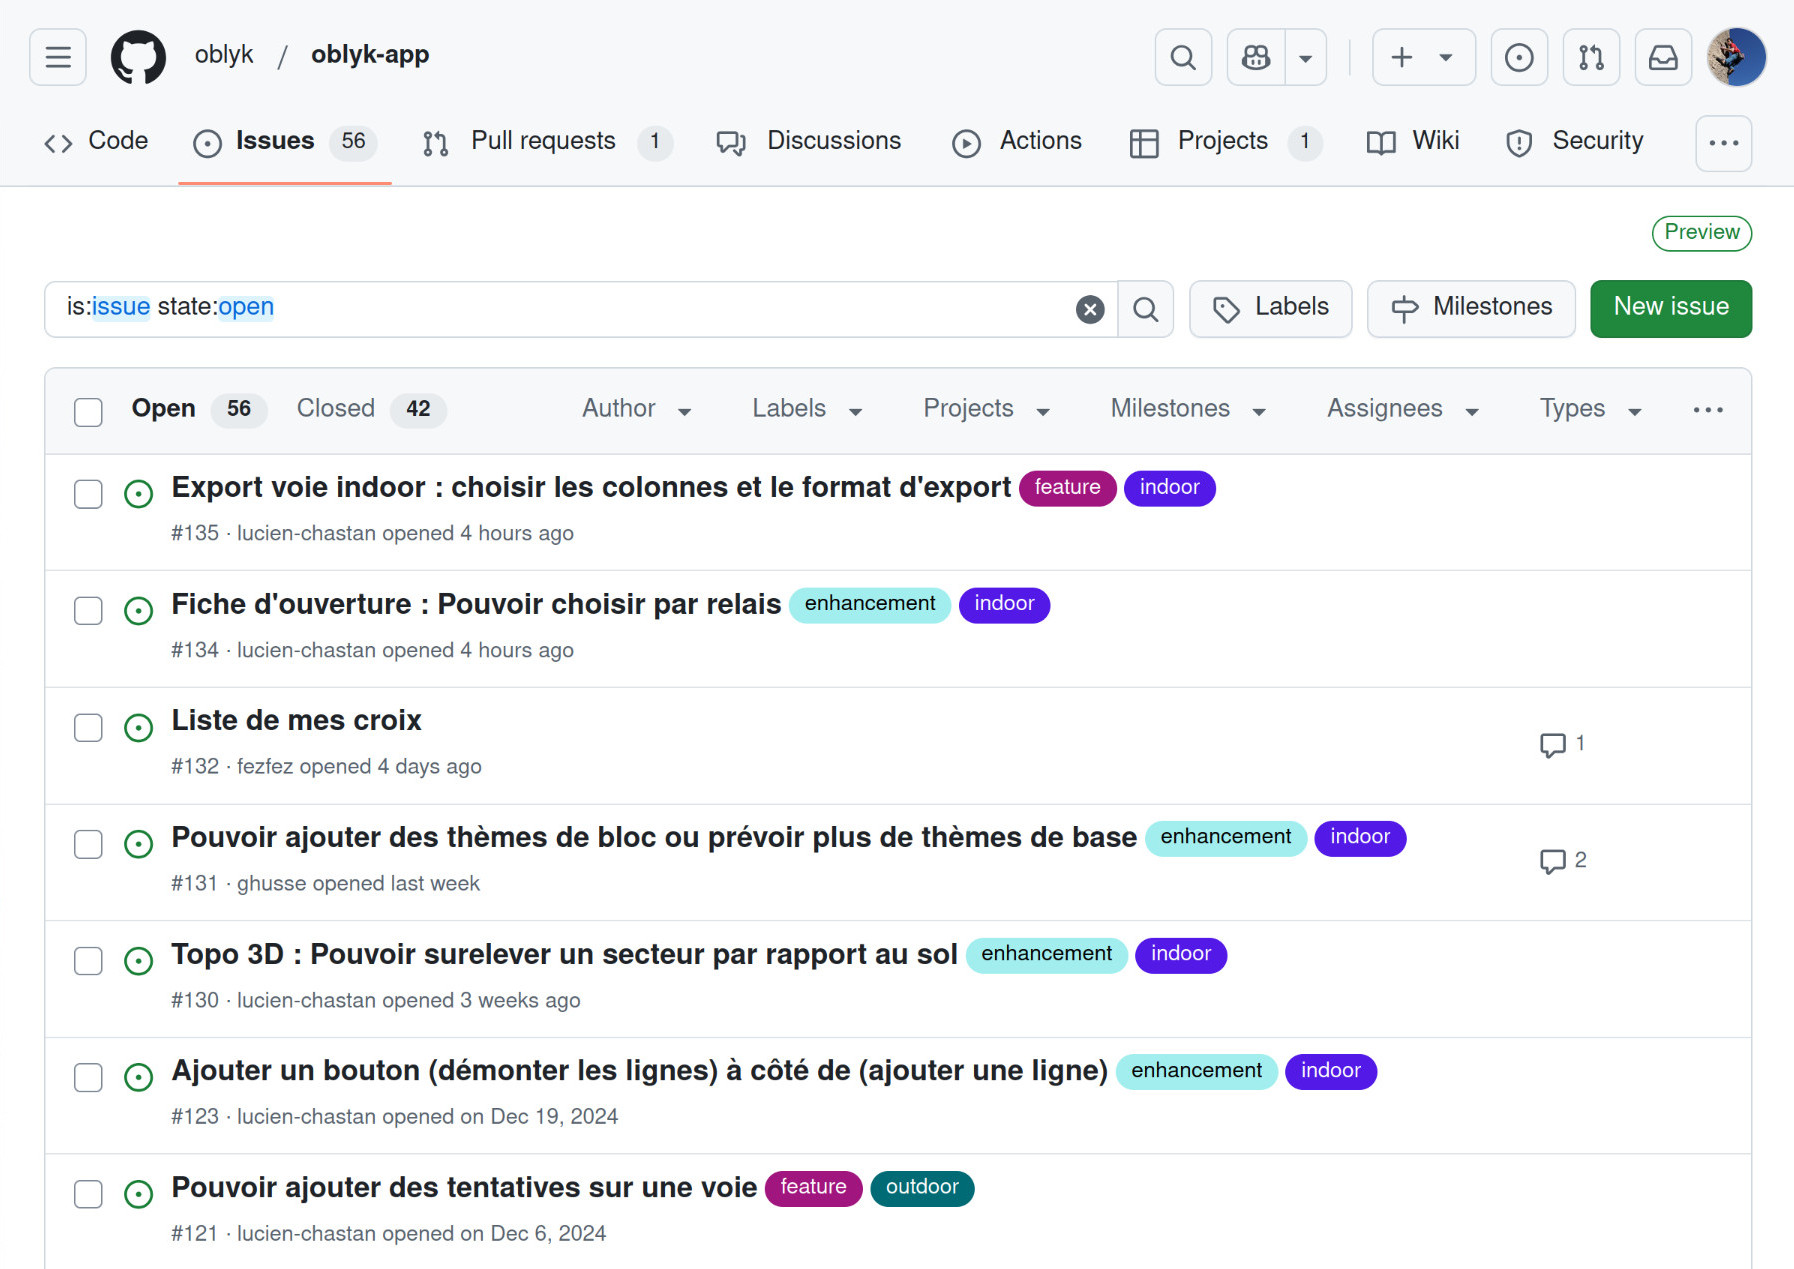 oblyk / oblyk-app
Code Issues 56 Pull requests 1 Discussions Actions Projects 1 Wiki Security
Preview
is:issue state:open Labels Milestones New issue
Open 56 Closed 42 Author Labels Projects Milestones Assignees Types
Export voie indoor : choisir les colonnes et le format d'export feature indoor
#135 · lucien-chastan opened 4 hours ago
Fiche d'ouverture : Pouvoir choisir par relais enhancement indoor
#134 · lucien-chastan opened 4 hours ago
Liste de mes croix
1
#132 · fezfez opened 4 days ago
Pouvoir ajouter des thèmes de bloc ou prévoir plus de thèmes de base enhancement indoor
2
#131 · ghusse opened last week
Topo 3D : Pouvoir surelever un secteur par rapport au sol enhancement indoor
#130 · lucien-chastan opened 3 weeks ago
Ajouter un bouton (démonter les lignes) à côté de (ajouter une ligne) enhancement indoor
#123 · lucien-chastan opened on Dec 19, 2024
Pouvoir ajouter des tentatives sur une voie feature outdoor
#121 · lucien-chastan opened on Dec 6, 2024